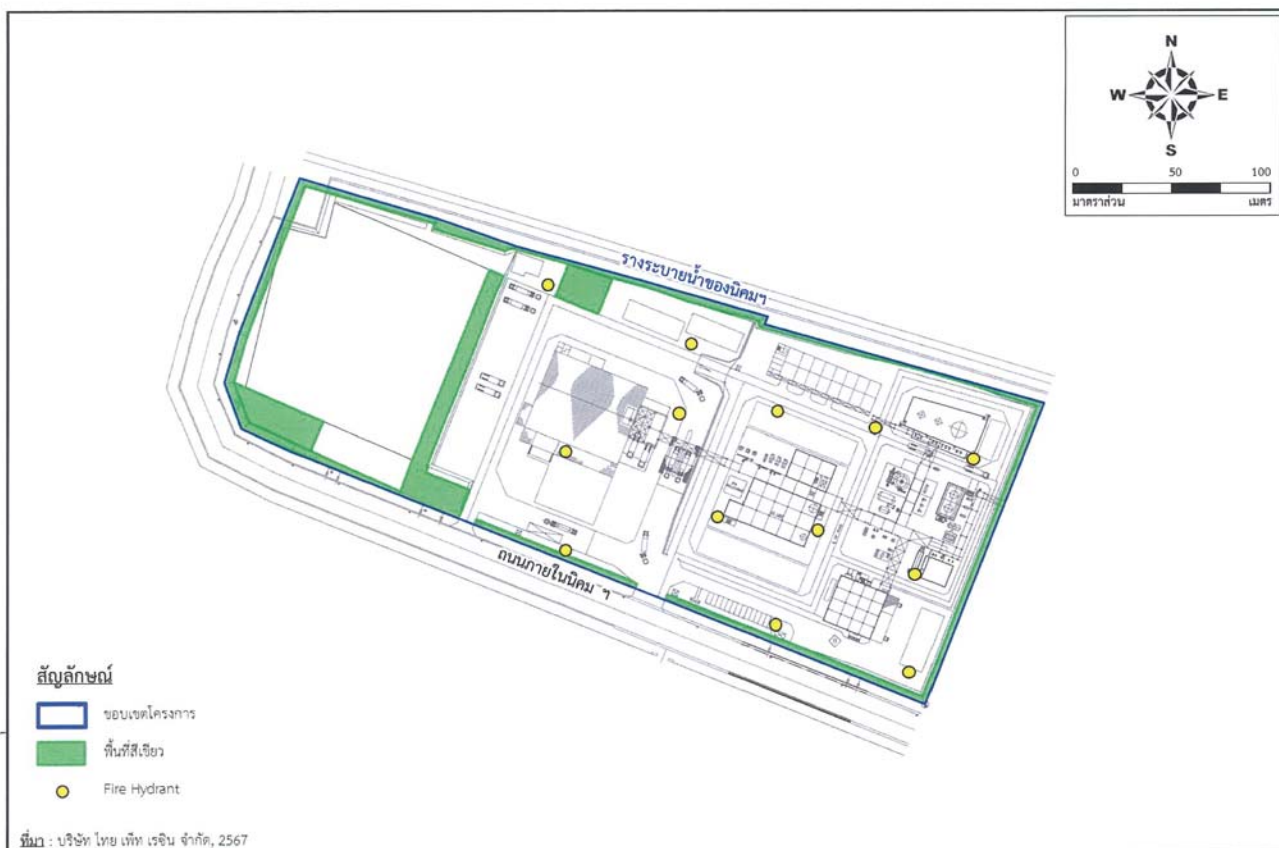 N
W E
S
0 50 100
มาตราส่วน เมตร
รางระบายน้ำของนิคมฯ
ถนนภายในนิคม ฯ
สัญลักษณ์
ขอบเขตโครงการ
พื้นที่สีเขียว
Fire Hydrant
ที่มา : บริษัท ไทย เพ็ท เรซิน จำกัด, 2567